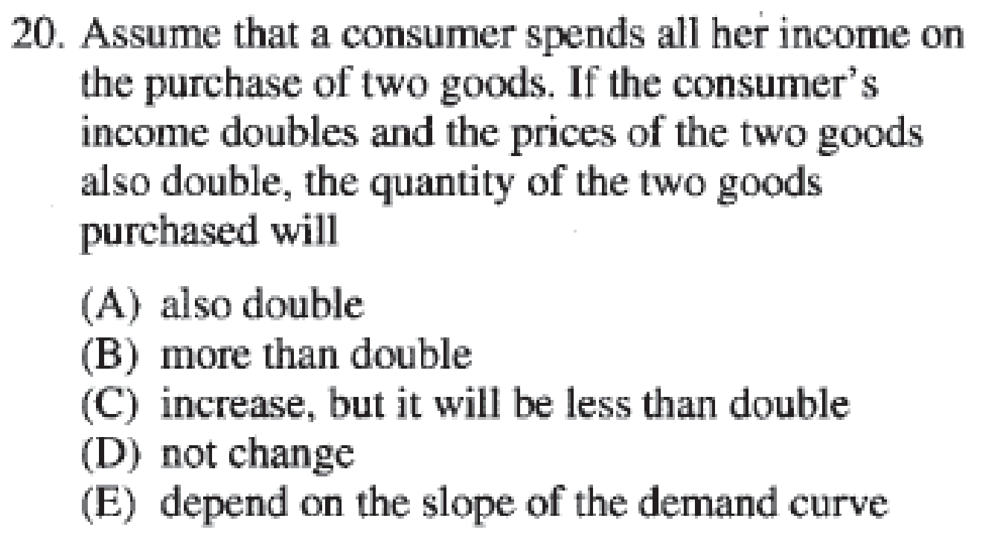 20. Assume that a consumer spends all her income on
the purchase of two goods. If the consumer's
income doubles and the prices of the two goods
also double, the quantity of the two goods
purchased will
(A) also double
(B) more than double
(C) increase, but it will be less than double
(D) not change
(E) depend on the slope of the demand curve